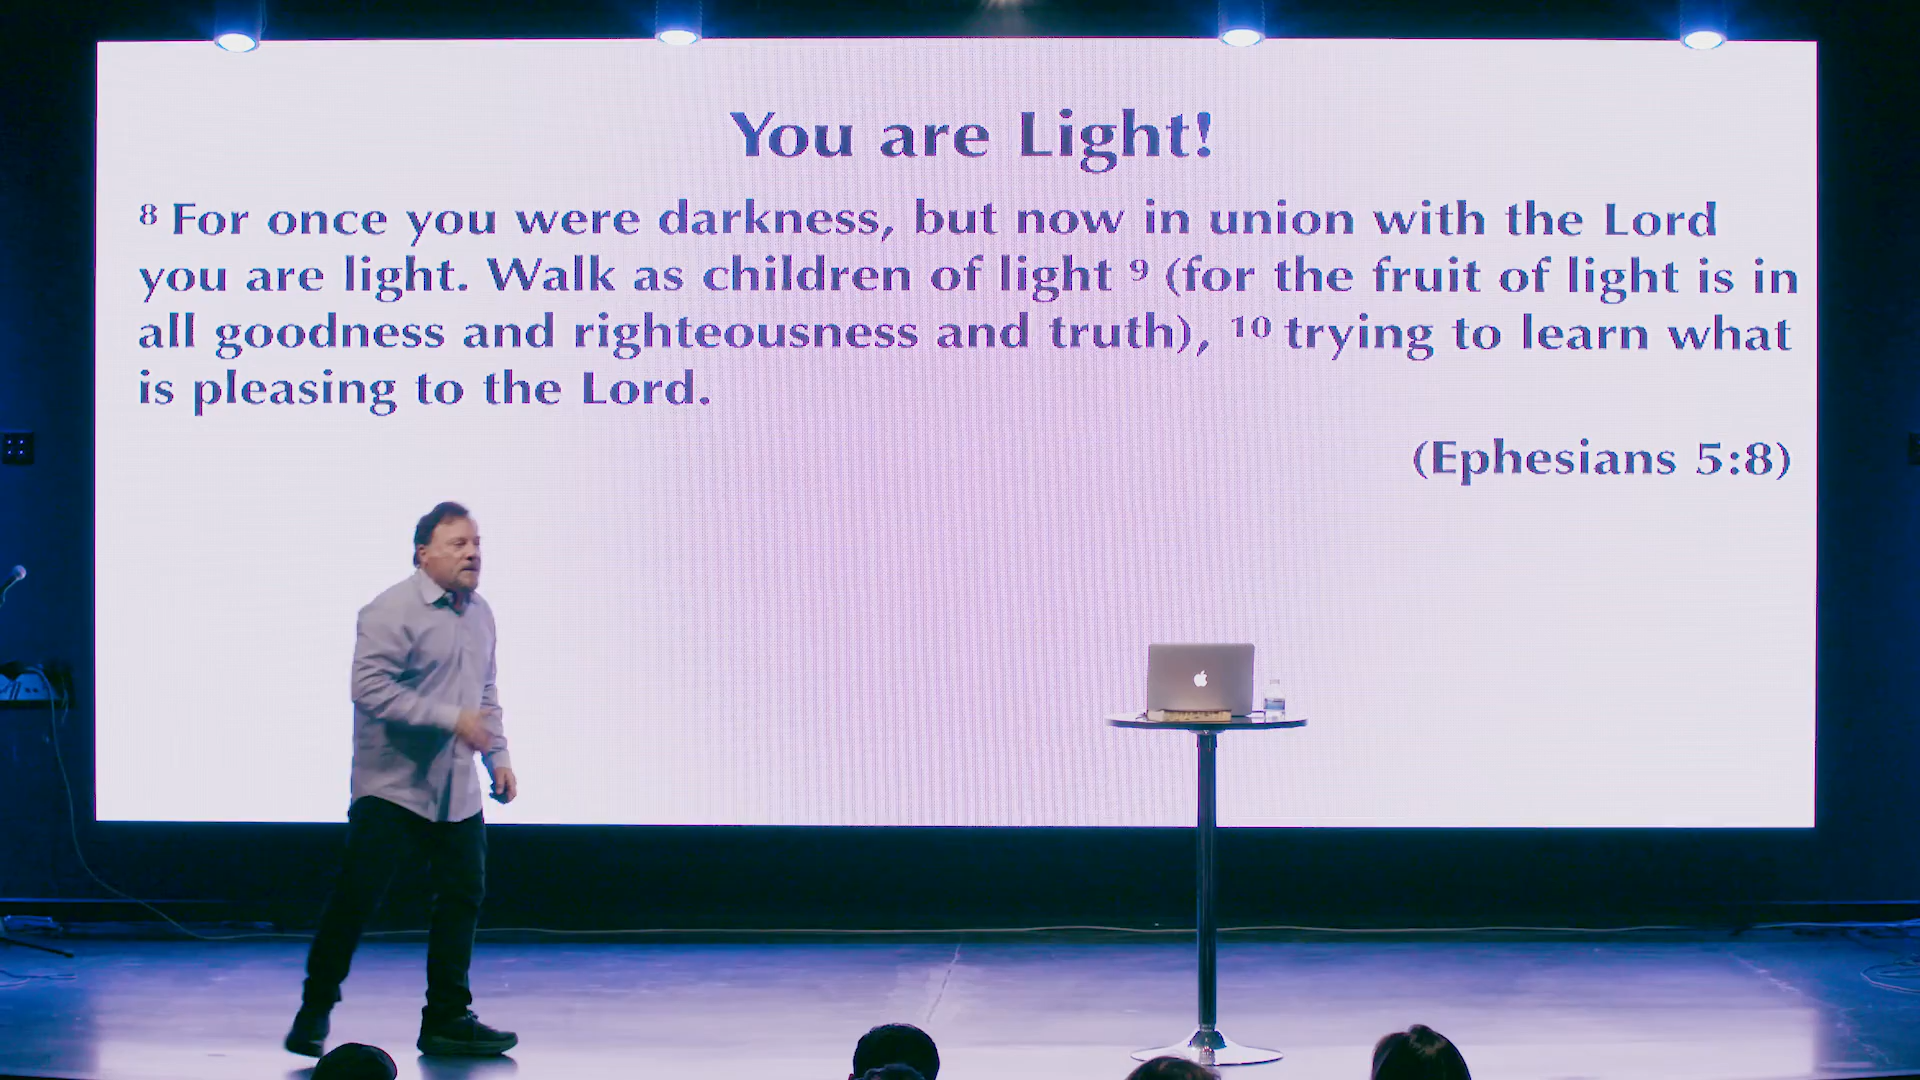 You are Light!
8 For once you were darkness, but now in union with the Lord
you are light. Walk as children of light 9 (for the fruit of light is in
all goodness and righteousness and truth), 10 trying to learn what
is pleasing to the Lord.
(Ephesians 5:8)